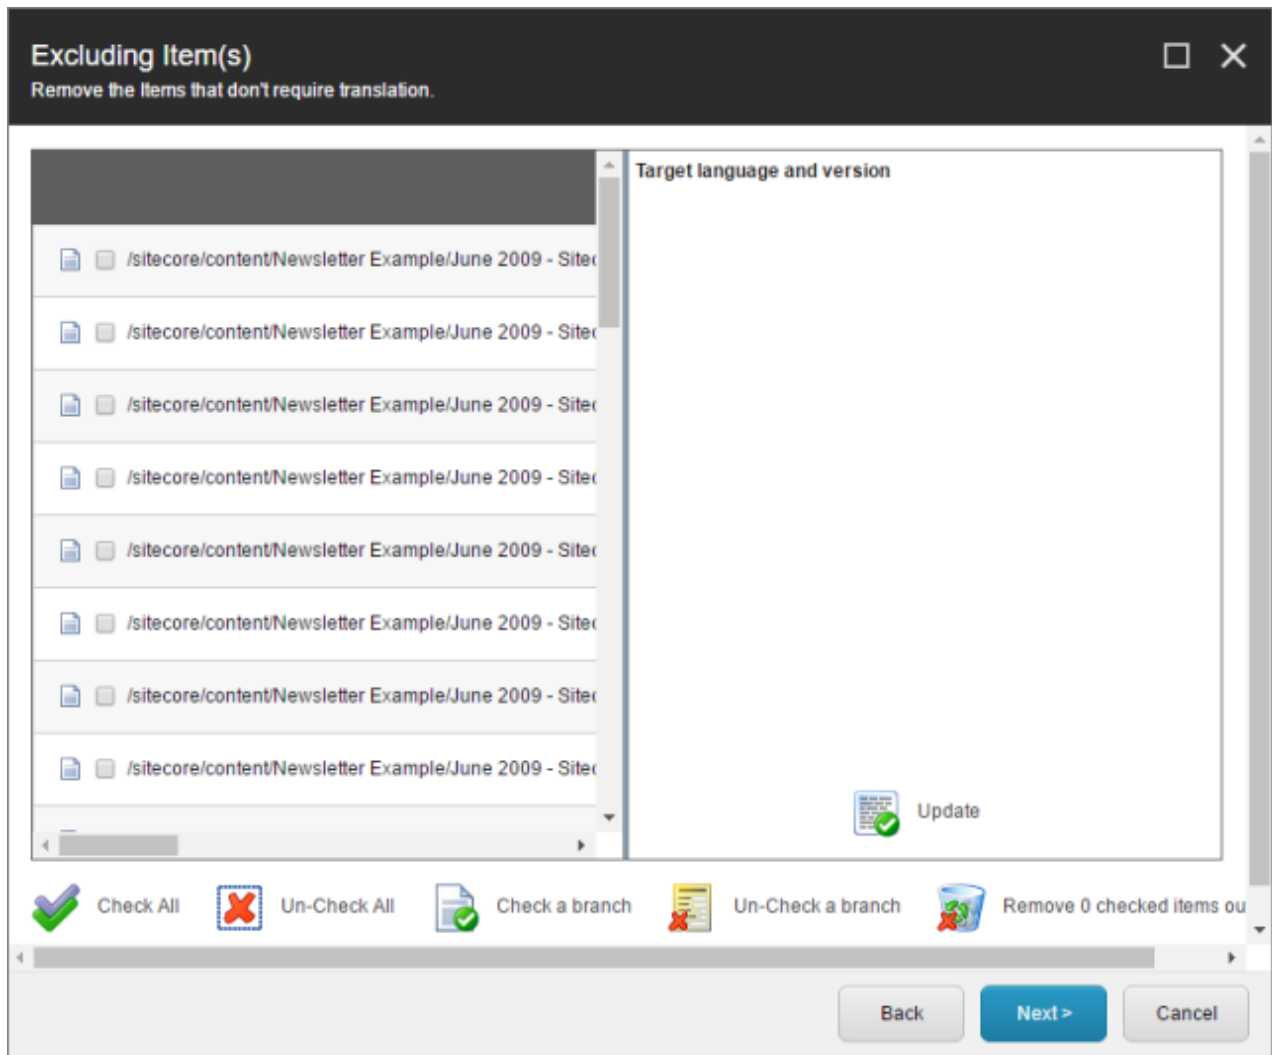 Excluding Item(s)
Remove the Items that don't require translation.
Target language and version
/sitecore/content/Newsletter Example/June 2009 - Sitec
/sitecore/content/Newsletter Example/June 2009 - Sitec
/sitecore/content/Newsletter Example/June 2009 - Sitec
/sitecore/content/Newsletter Example/June 2009 - Sitec
/sitecore/content/Newsletter Example/June 2009 - Sitec
/sitecore/content/Newsletter Example/June 2009 - Sitec
/sitecore/content/Newsletter Example/June 2009 - Sitec
/sitecore/content/Newsletter Example/June 2009 - Sitec
Update
Check All Un-Check All Check a branch Un-Check a branch Remove 0 checked items ou
Back Next > Cancel